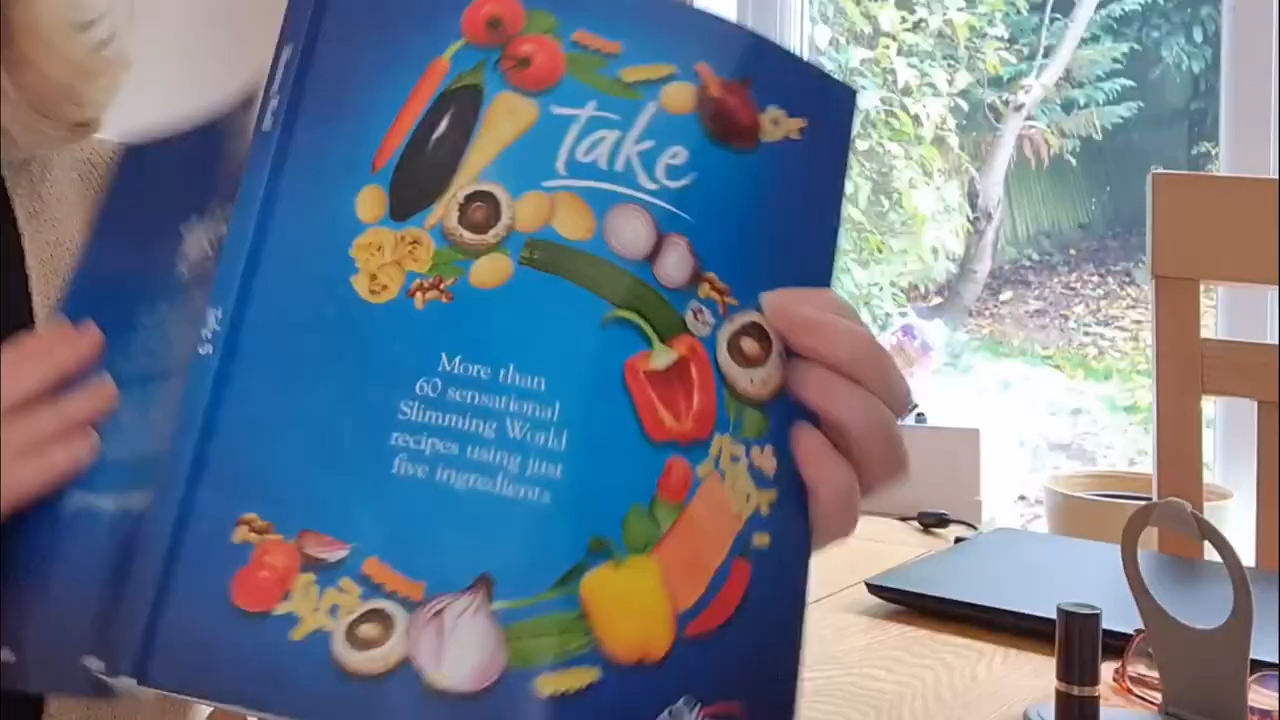 take
More than
60 sensational
Slimming World
recipes using just
five ingredients